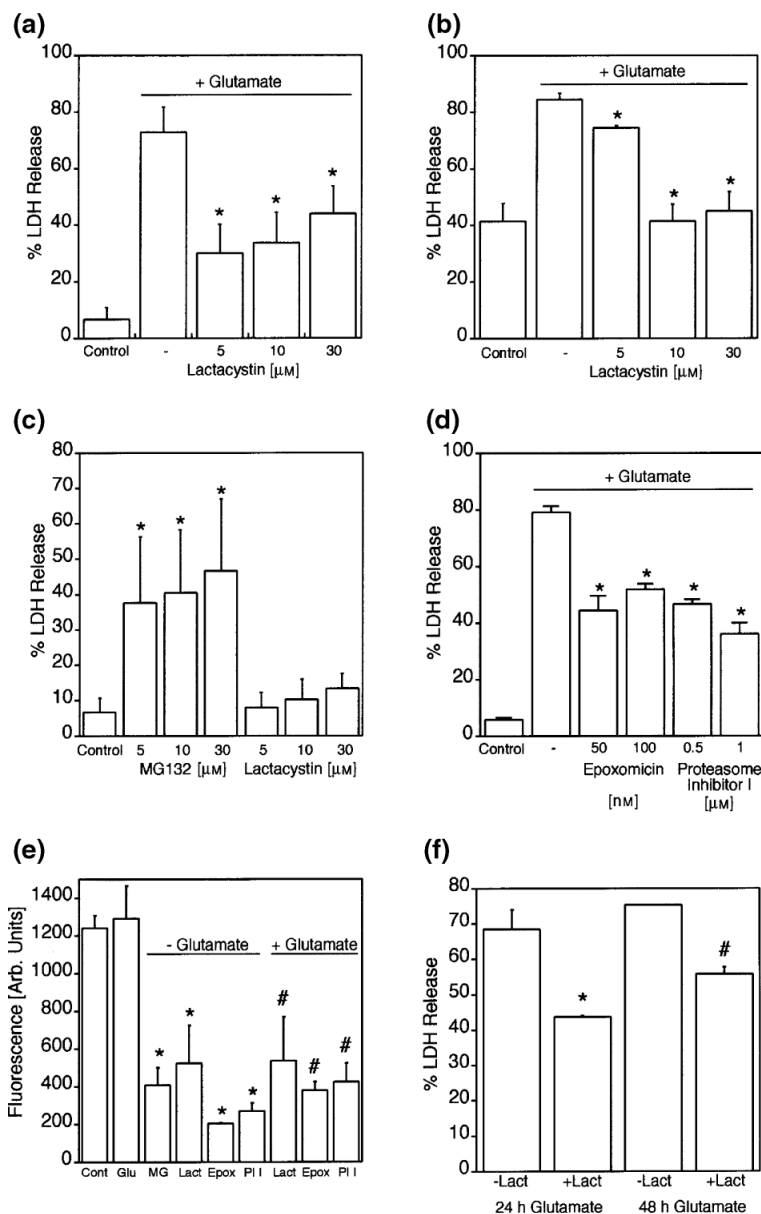 (a)
100
80
60
40
20
0
% LDH Release
+ Glutamate
*
*
*
Control
-
5
10
30
Lactacystin [μM]
(b)
100
80
60
40
20
0
% LDH Release
+ Glutamate
*
*
*
Control
-
5
10
30
Lactacystin [μM]
(c)
80
70
60
50
40
30
20
10
0
% LDH Release
*
*
*
Control
5
10
30
5
10
30
MG132 [μM]
Lactacystin [μM]
(d)
100
80
60
40
20
0
% LDH Release
+ Glutamate
*
*
*
*
Control
-
50
100
0.5
1
Epoxomicin
[nM]
Proteasome
Inhibitor I
[μM]
(e)
1400
1200
1000
800
600
400
200
0
Fluorescence [Arb. Units]
- Glutamate
+ Glutamate
*
*
*
*
#
#
#
Cont
Glu
MG
Lact
Epox
PI I
Lact
Epox
PI I
(f)
80
70
60
50
40
30
20
10
0
% LDH Release
*
#
-Lact
+Lact
-Lact
+Lact
24 h Glutamate
48 h Glutamate